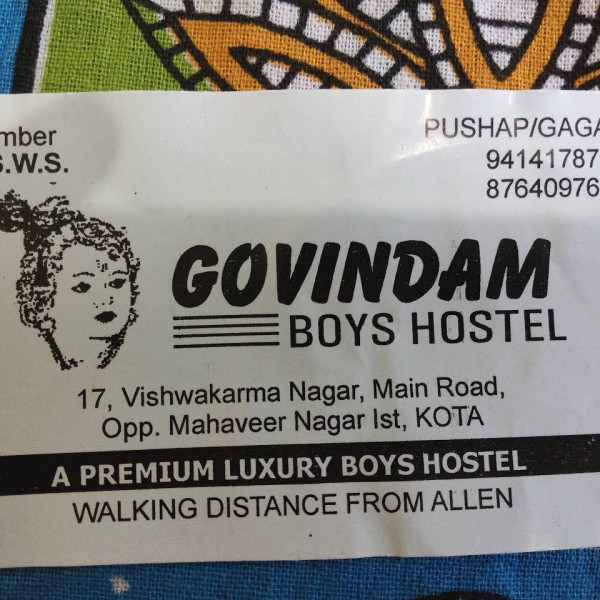 mber
S.W.S.
PUSHAP/GAGA
94141787
87640976
GOVINDAM
BOYS HOSTEL
17, Vishwakarma Nagar, Main Road,
Opp. Mahaveer Nagar Ist, KOTA
A PREMIUM LUXURY BOYS HOSTEL
WALKING DISTANCE FROM ALLEN